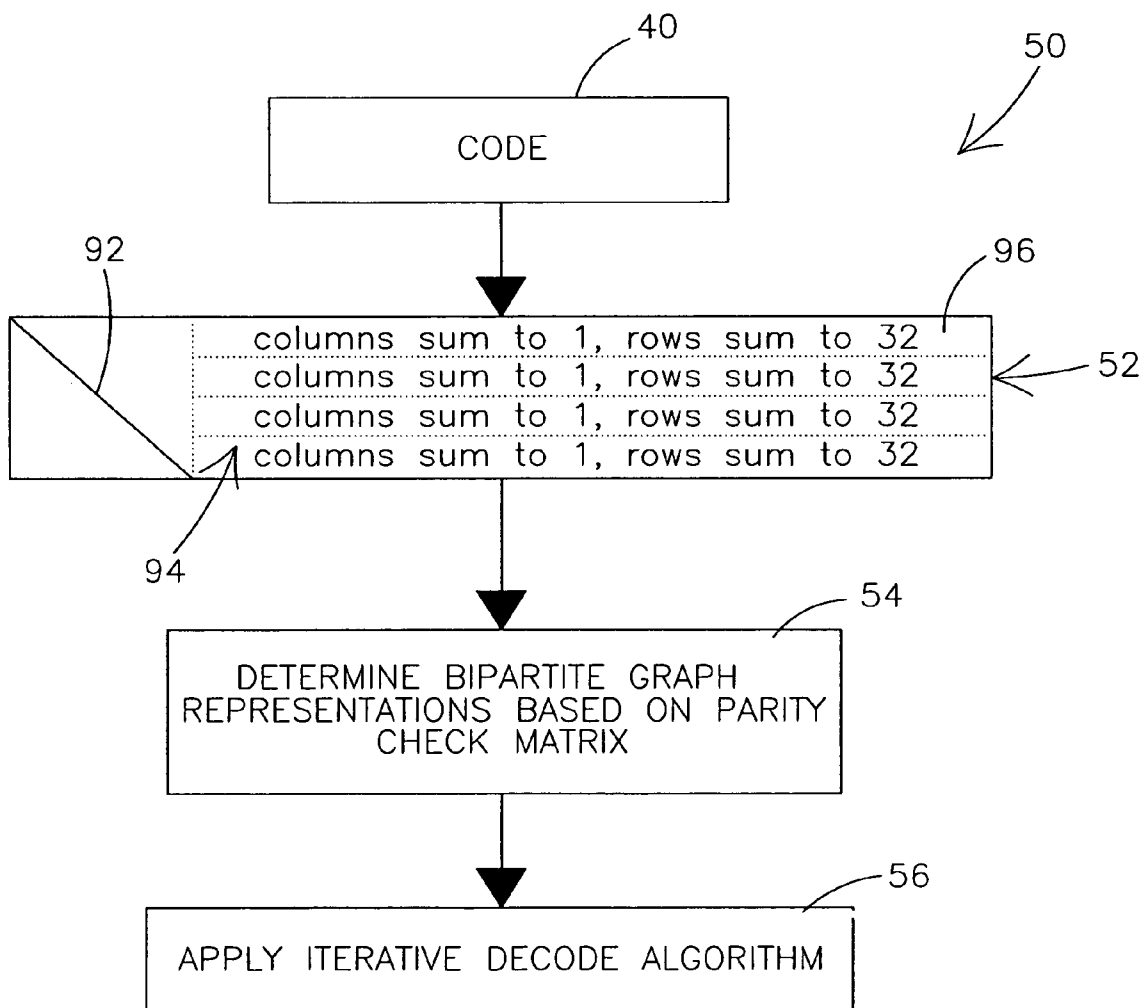 40
50
CODE
92
96
columns sum to 1, rows sum to 32
columns sum to 1, rows sum to 32
52
columns sum to 1, rows sum to 32
columns sum to 1, rows sum to 32
94
54
DETERMINE BIPARTITE GRAPH
REPRESENTATIONS BASED ON PARITY
CHECK MATRIX
56
APPLY ITERATIVE DECODE ALGORITHM